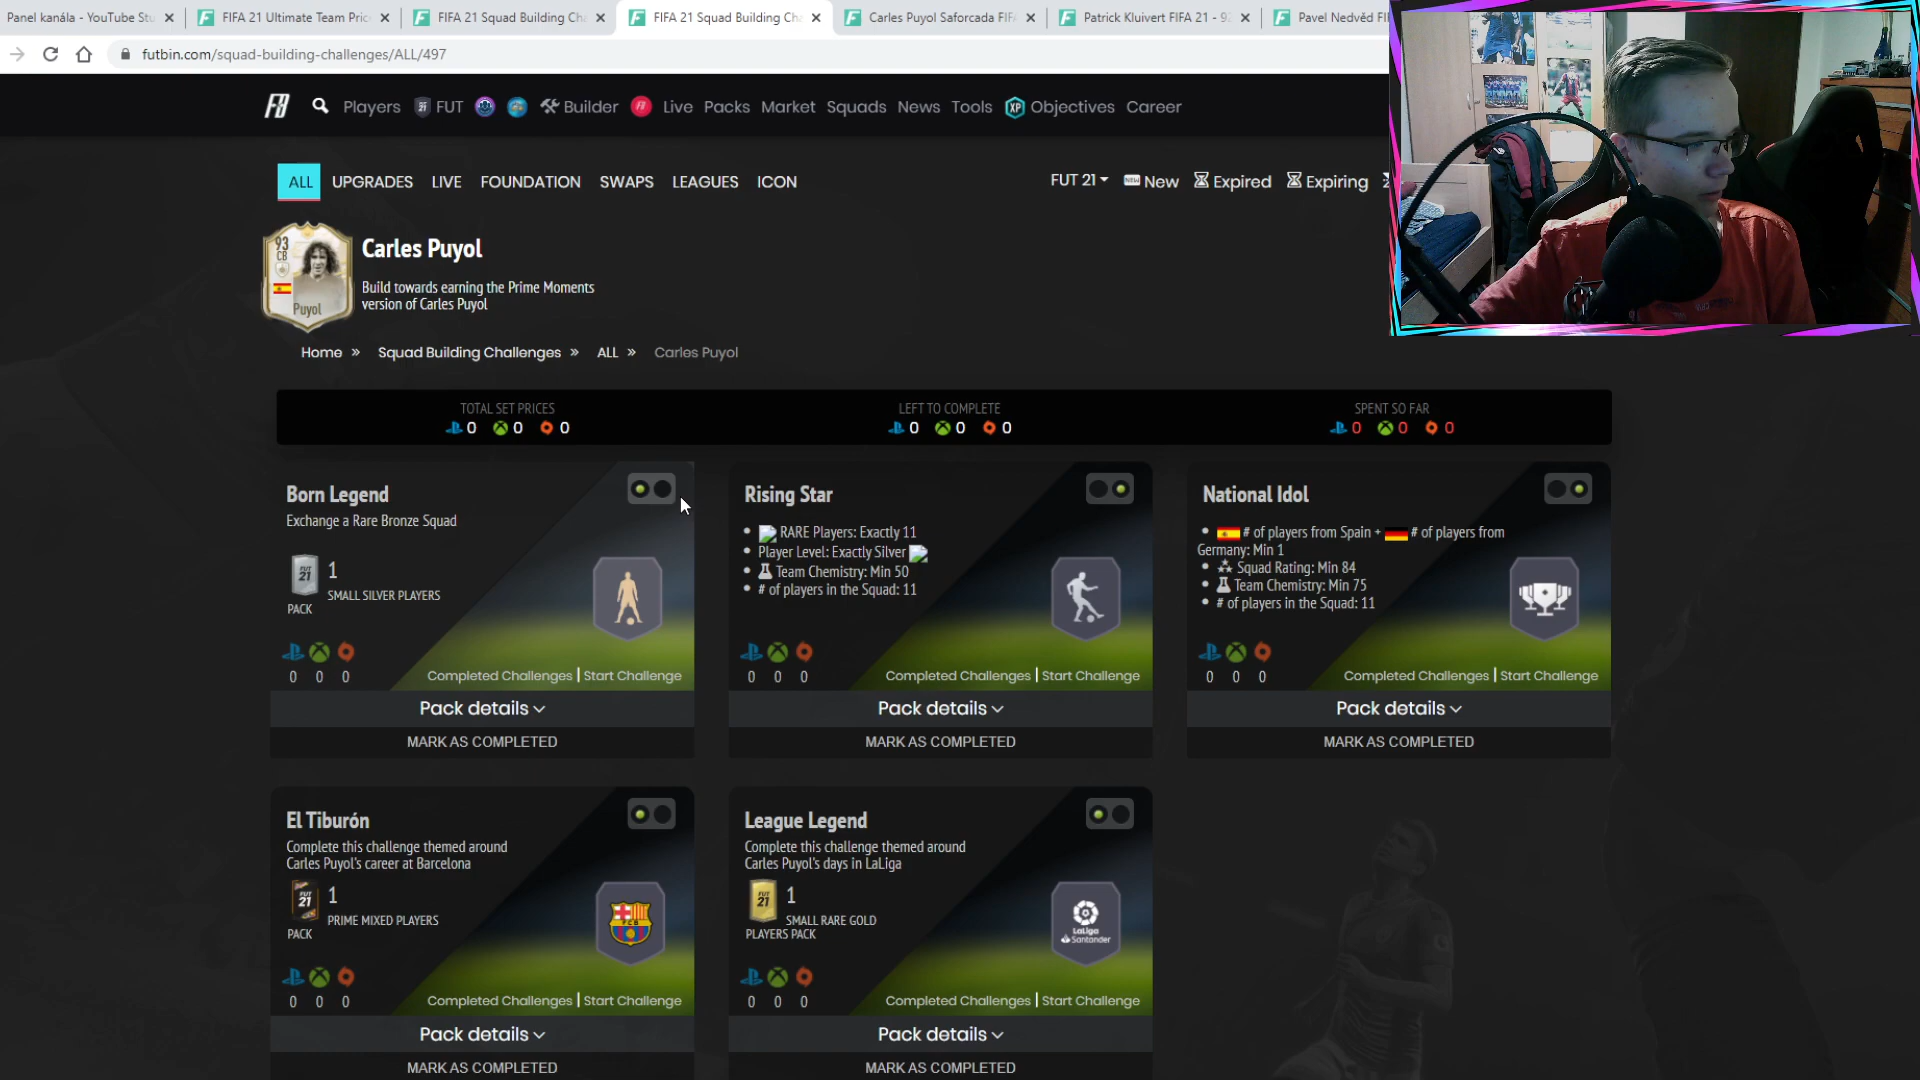 Panel kanála - YouTube Stu
FIFA 21 Ultimate Team Pric
FIFA 21 Squad Building Ch
FIFA 21 Squad Building Ch
Carles Puyol Saforcada FIFA
Patrick Kluivert FIFA 21 - 92
Pavel Nedvěd FI
futbin.com/squad-building-challenges/ALL/497
Players FUT Builder Live Packs Market Squads News Tools XP Objectives Career
ALL UPGRADES LIVE FOUNDATION SWAPS LEAGUES ICON
FUT 21 New Expired Expiring
93
CB
Puyol
Carles Puyol
Build towards earning the Prime Moments
version of Carles Puyol
Home » Squad Building Challenges » ALL » Carles Puyol
TOTAL SET PRICES
0 0 0
LEFT TO COMPLETE
0 0 0
SPENT SO FAR
0 0 0
Born Legend
Exchange a Rare Bronze Squad
FUT
21
1
SMALL SILVER PLAYERS
PACK
0 0 0
Completed Challenges | Start Challenge
Pack details
MARK AS COMPLETED
Rising Star
• RARE Players: Exactly 11
• Player Level: Exactly Silver
• Team Chemistry: Min 50
• # of players in the Squad: 11
0 0 0
Completed Challenges | Start Challenge
Pack details
MARK AS COMPLETED
National Idol
• # of players from Spain + # of players from
Germany: Min 1
• Squad Rating: Min 84
• Team Chemistry: Min 75
• # of players in the Squad: 11
0 0 0
Completed Challenges | Start Challenge
Pack details
MARK AS COMPLETED
El Tiburón
Complete this challenge themed around
Carles Puyol's career at Barcelona
FUT
21
1
PRIME MIXED PLAYERS
PACK
0 0 0
Completed Challenges | Start Challenge
Pack details
MARK AS COMPLETED
League Legend
Complete this challenge themed around
Carles Puyol's days in LaLiga
FUT
21
1
SMALL RARE GOLD
PLAYERS PACK
LaLiga
Santander
0 0 0
Completed Challenges | Start Challenge
Pack details
MARK AS COMPLETED